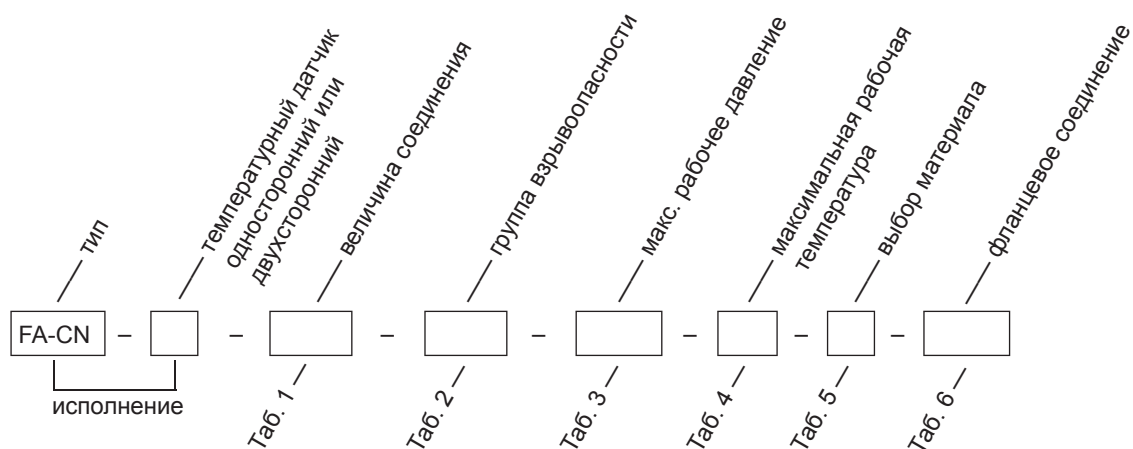 тип
температурный датчик
односторонний или
двухсторонний
величина соединения
группа взрывоопасности
макс. рабочее давление
максимальная рабочая
температура
выбор материала
фланцевое соединение
FA-CN – – – – – – –
исполнение
Таб. 1
Таб. 2
Таб. 3
Таб. 4
Таб. 5
Таб. 6